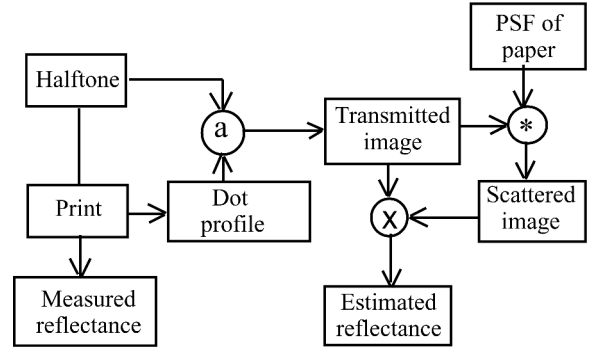 PSF of
paper
Halftone
a
Transmitted
image
*
Print
Dot
profile
X
Scattered
image
Measured
reflectance
Estimated
reflectance